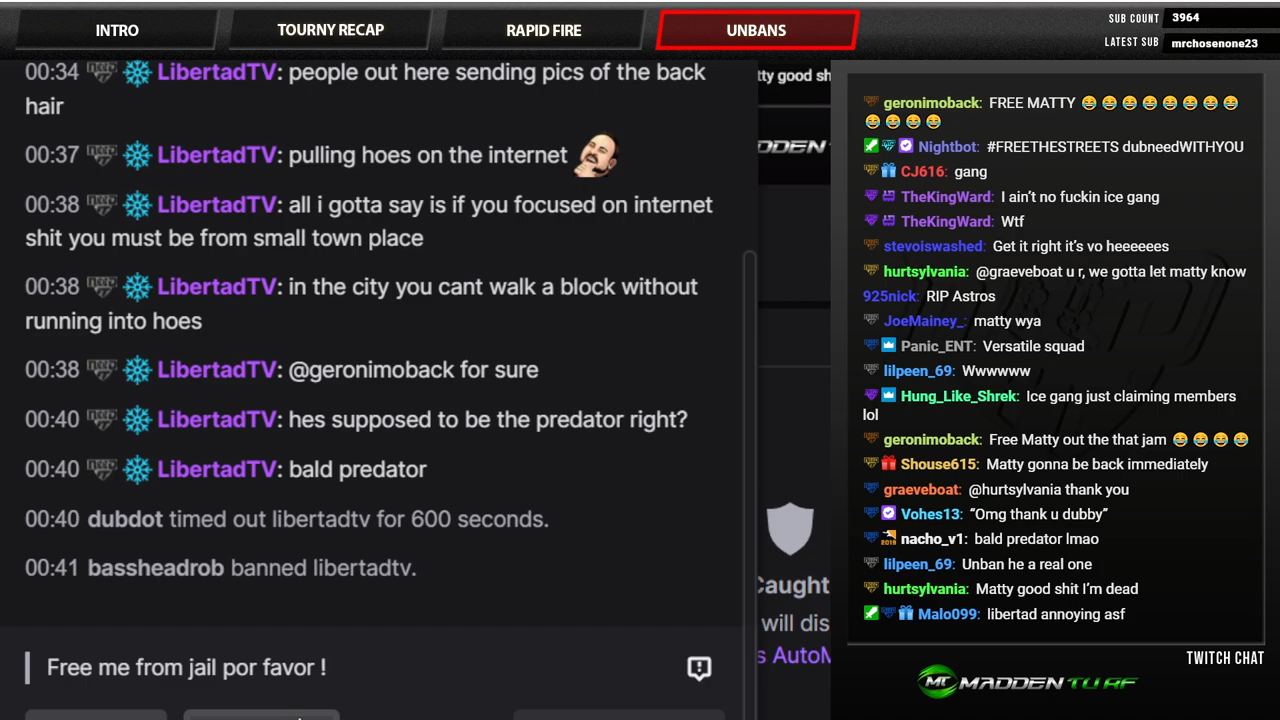 INTRO
TOURNY RECAP
RAPID FIRE
UNBANS
SUB COUNT 3964
LATEST SUB mrchosenone23
00:34 LibertadTV: people out here sending pics of the back
hair
00:37 LibertadTV: pulling hoes on the internet
00:38 LibertadTV: all i gotta say is if you focused on internet
shit you must be from small town place
00:38 LibertadTV: in the city you cant walk a block without
running into hoes
00:38 LibertadTV: @geronimoback for sure
00:40 LibertadTV: hes supposed to be the predator right?
00:40 LibertadTV: bald predator
00:40 dubdot timed out libertadtv for 600 seconds.
00:41 bassheadrob banned libertadtv.
Free me from jail por favor !
tty good sh
DDEN
Caught
will dis
s AutoM
geronimoback: FREE MATTY 😂 😂 😂 😂 😂 😂 😂 😂
😂 😂 😂 😂
Nightbot: #FREETHESTREETS dubneedWITHYOU
CJ616: gang
TheKingWard: I ain't no fuckin ice gang
TheKingWard: Wtf
stevoiswashed: Get it right it's vo heeeeees
hurtsylvania: @graeveboat u r, we gotta let matty know
925nick: RIP Astros
JoeMainey_: matty wya
Panic_ENT: Versatile squad
lilpeen_69: Wwwwww
Hung_Like_Shrek: Ice gang just claiming members
lol
geronimoback: Free Matty out the that jam 😂 😂 😂 😂
Shouse615: Matty gonna be back immediately
graeveboat: @hurtsylvania thank you
Vohes13: “Omg thank u dubby”
nacho_v1: bald predator lmao
lilpeen_69: Unban he a real one
hurtsylvania: Matty good shit I'm dead
Malo099: libertad annoying asf
TWITCH CHAT
MADDEN TURF